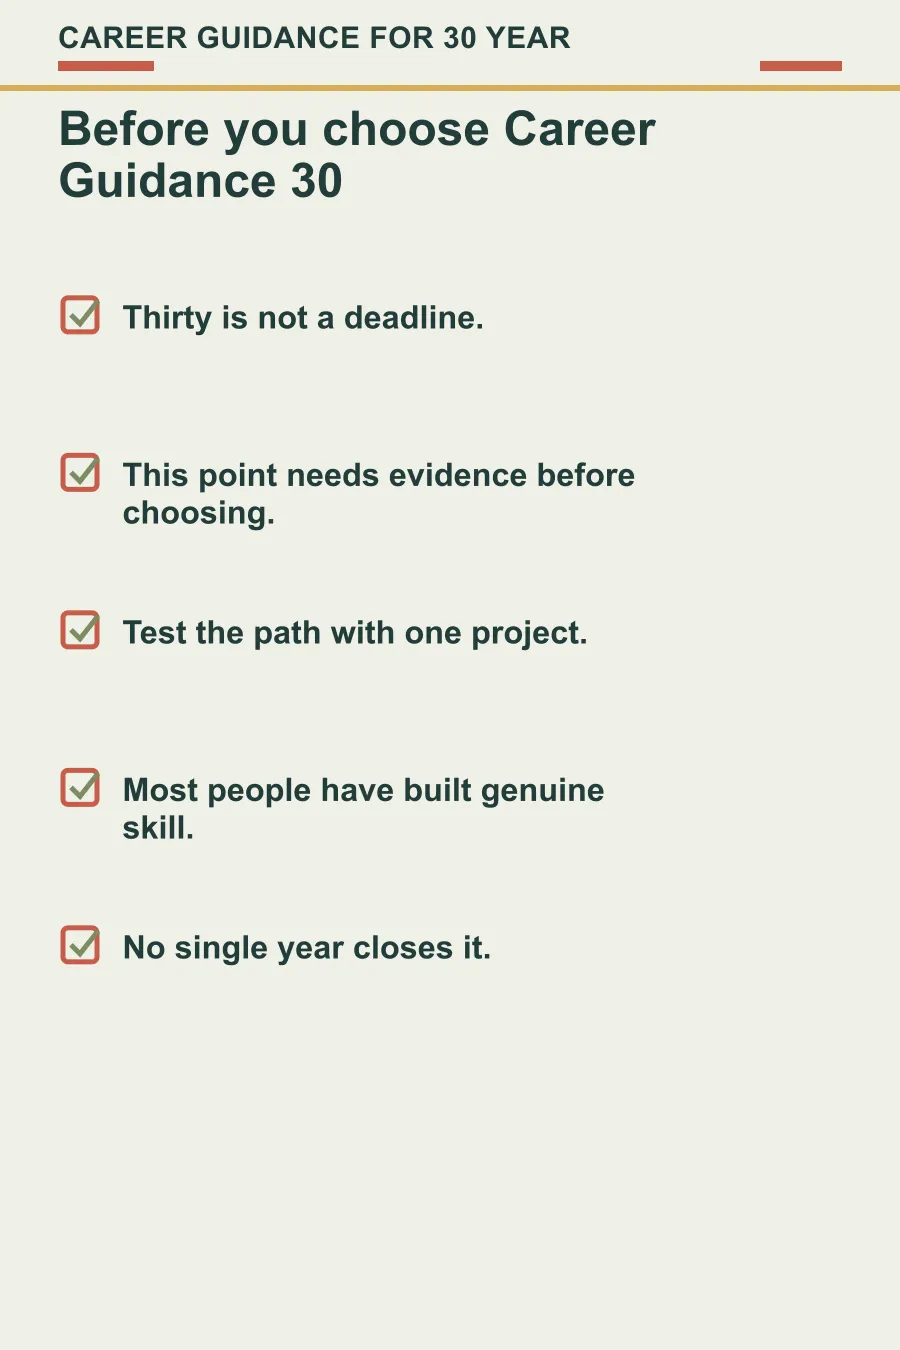 CAREER GUIDANCE FOR 30 YEAR
Before you choose Career
Guidance 30
Thirty is not a deadline.
This point needs evidence before
choosing.
Test the path with one project.
Most people have built genuine
skill.
No single year closes it.